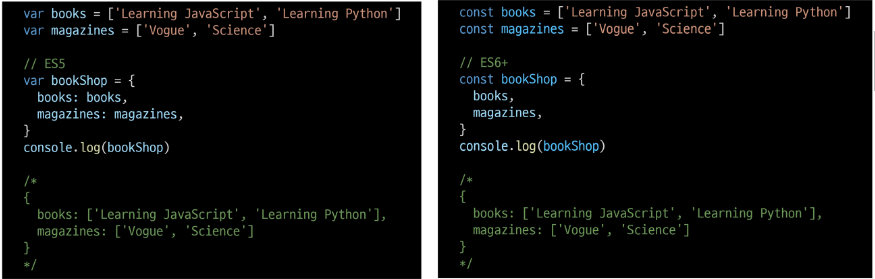 var books = ['Learning JavaScript', 'Learning Python']
var magazines = ['Vogue', 'Science']
// ES5
var bookShop = {
  books: books,
  magazines: magazines,
}
console.log(bookShop)
/*
{
  books: ['Learning JavaScript', 'Learning Python'],
  magazines: ['Vogue', 'Science']
}
*/
const books = ['Learning JavaScript', 'Learning Python']
const magazines = ['Vogue', 'Science']
// ES6+
const bookShop = {
  books,
  magazines,
}
console.log(bookShop)
/*
{
  books: ['Learning JavaScript', 'Learning Python'],
  magazines: ['Vogue', 'Science']
}
*/